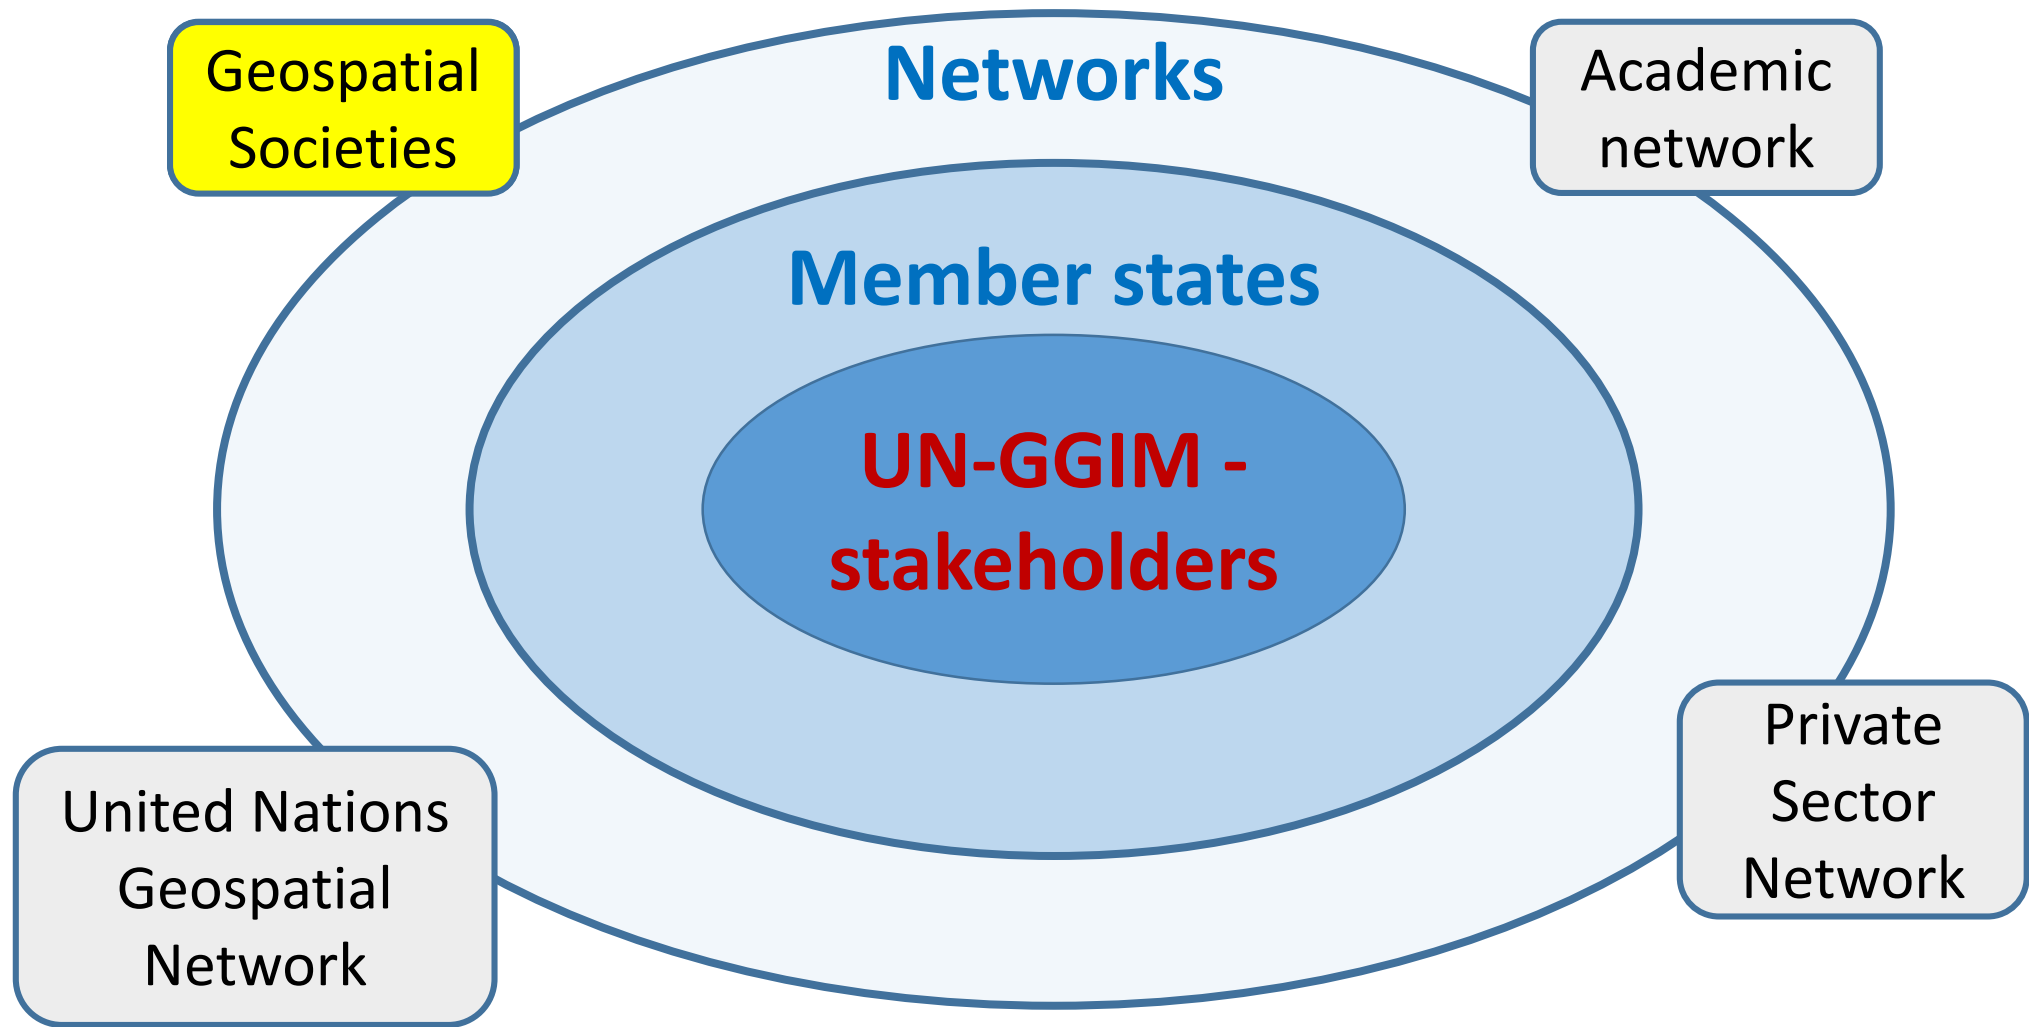 Geospatial
Societies
Networks
Academic
network
Member states
UN-GGIM -
stakeholders
United Nations
Geospatial
Network
Private
Sector
Network